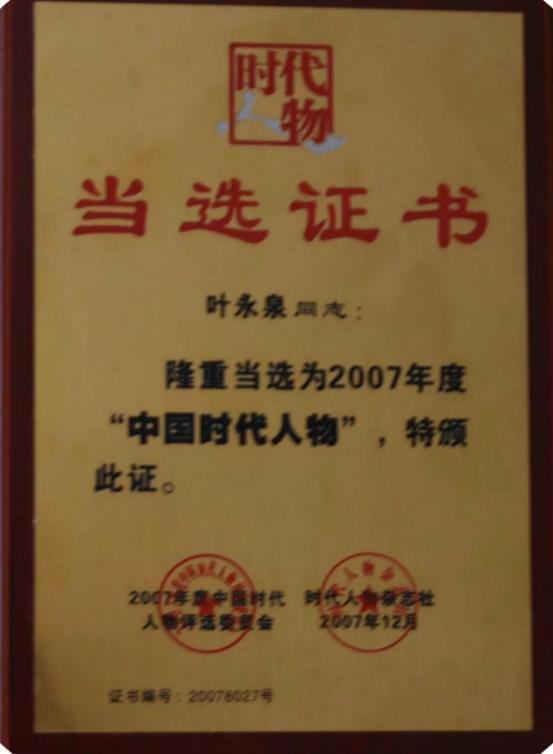 时代
人物
当选证书
叶永泉同志：
隆重当选为2007年度
“中国时代人物”，特颁
此证。
2007年度中国时代 时代人物杂志社
人物评选委员会 2007年12月
证书编号：20078027号